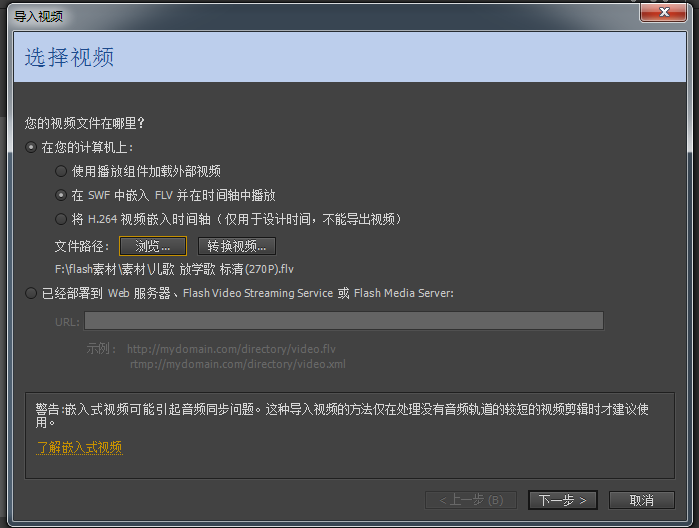 导入视频
选择视频
您的视频文件在哪里？
在您的计算机上：
使用播放组件加载外部视频
在 SWF 中嵌入 FLV 并在时间轴中播放
将 H.264 视频嵌入时间轴（仅用于设计时间，不能导出视频）
文件路径： 浏览... 转换视频...
F:\flash素材\素材\儿歌 放学歌 标清(270P).flv
已经部署到 Web 服务器、Flash Video Streaming Service 或 Flash Media Server:
URL:
示例： http://mydomain.com/directory/video.flv
rtmp://mydomain.com/directory/video.xml
警告:嵌入式视频可能引起音频同步问题。这种导入视频的方法仅在处理没有音频轨道的较短的视频剪辑时才建议使
用。
了解嵌入式视频
< 上一步 (B) 下一步 > 取消